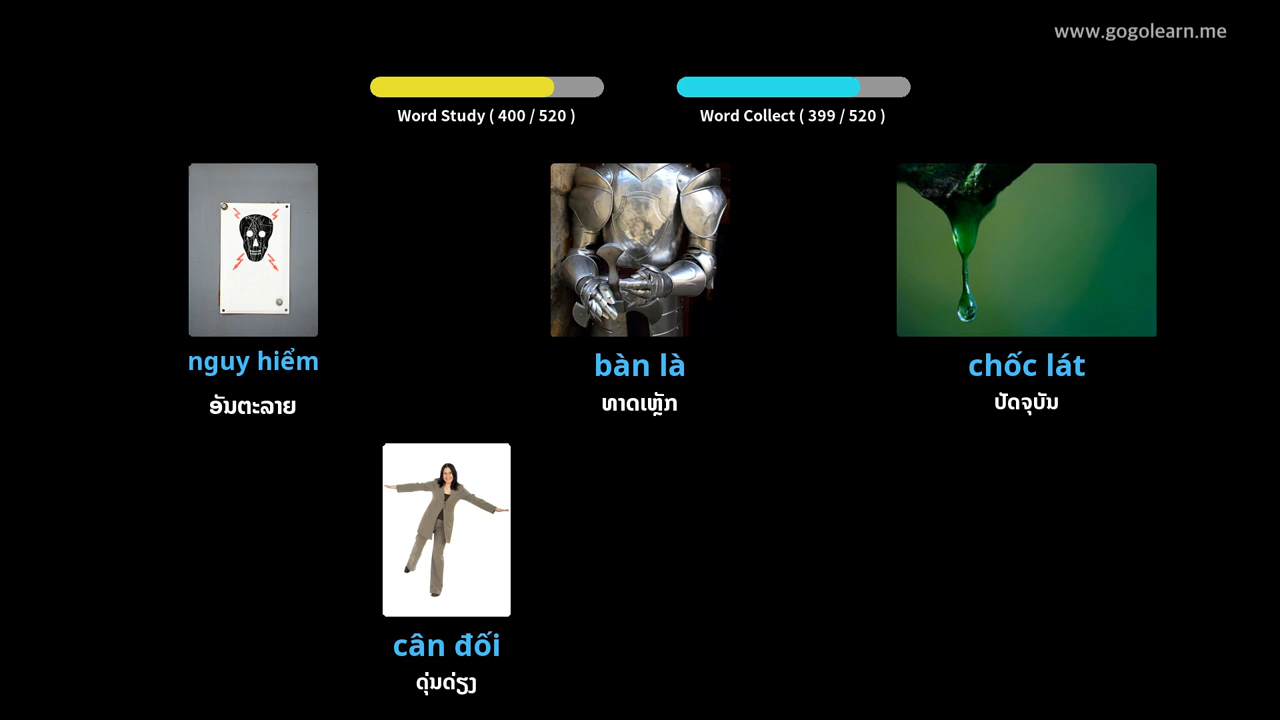 www.gogolearn.me
Word Study ( 400 / 520 )
Word Collect ( 399 / 520 )
nguy hiểm
ອັນຕະລາຍ
bàn là
ທາດເຫຼັກ
chốc lát
ປັດຈຸບັນ
cân đối
ດຸ່ນດ່ຽງ